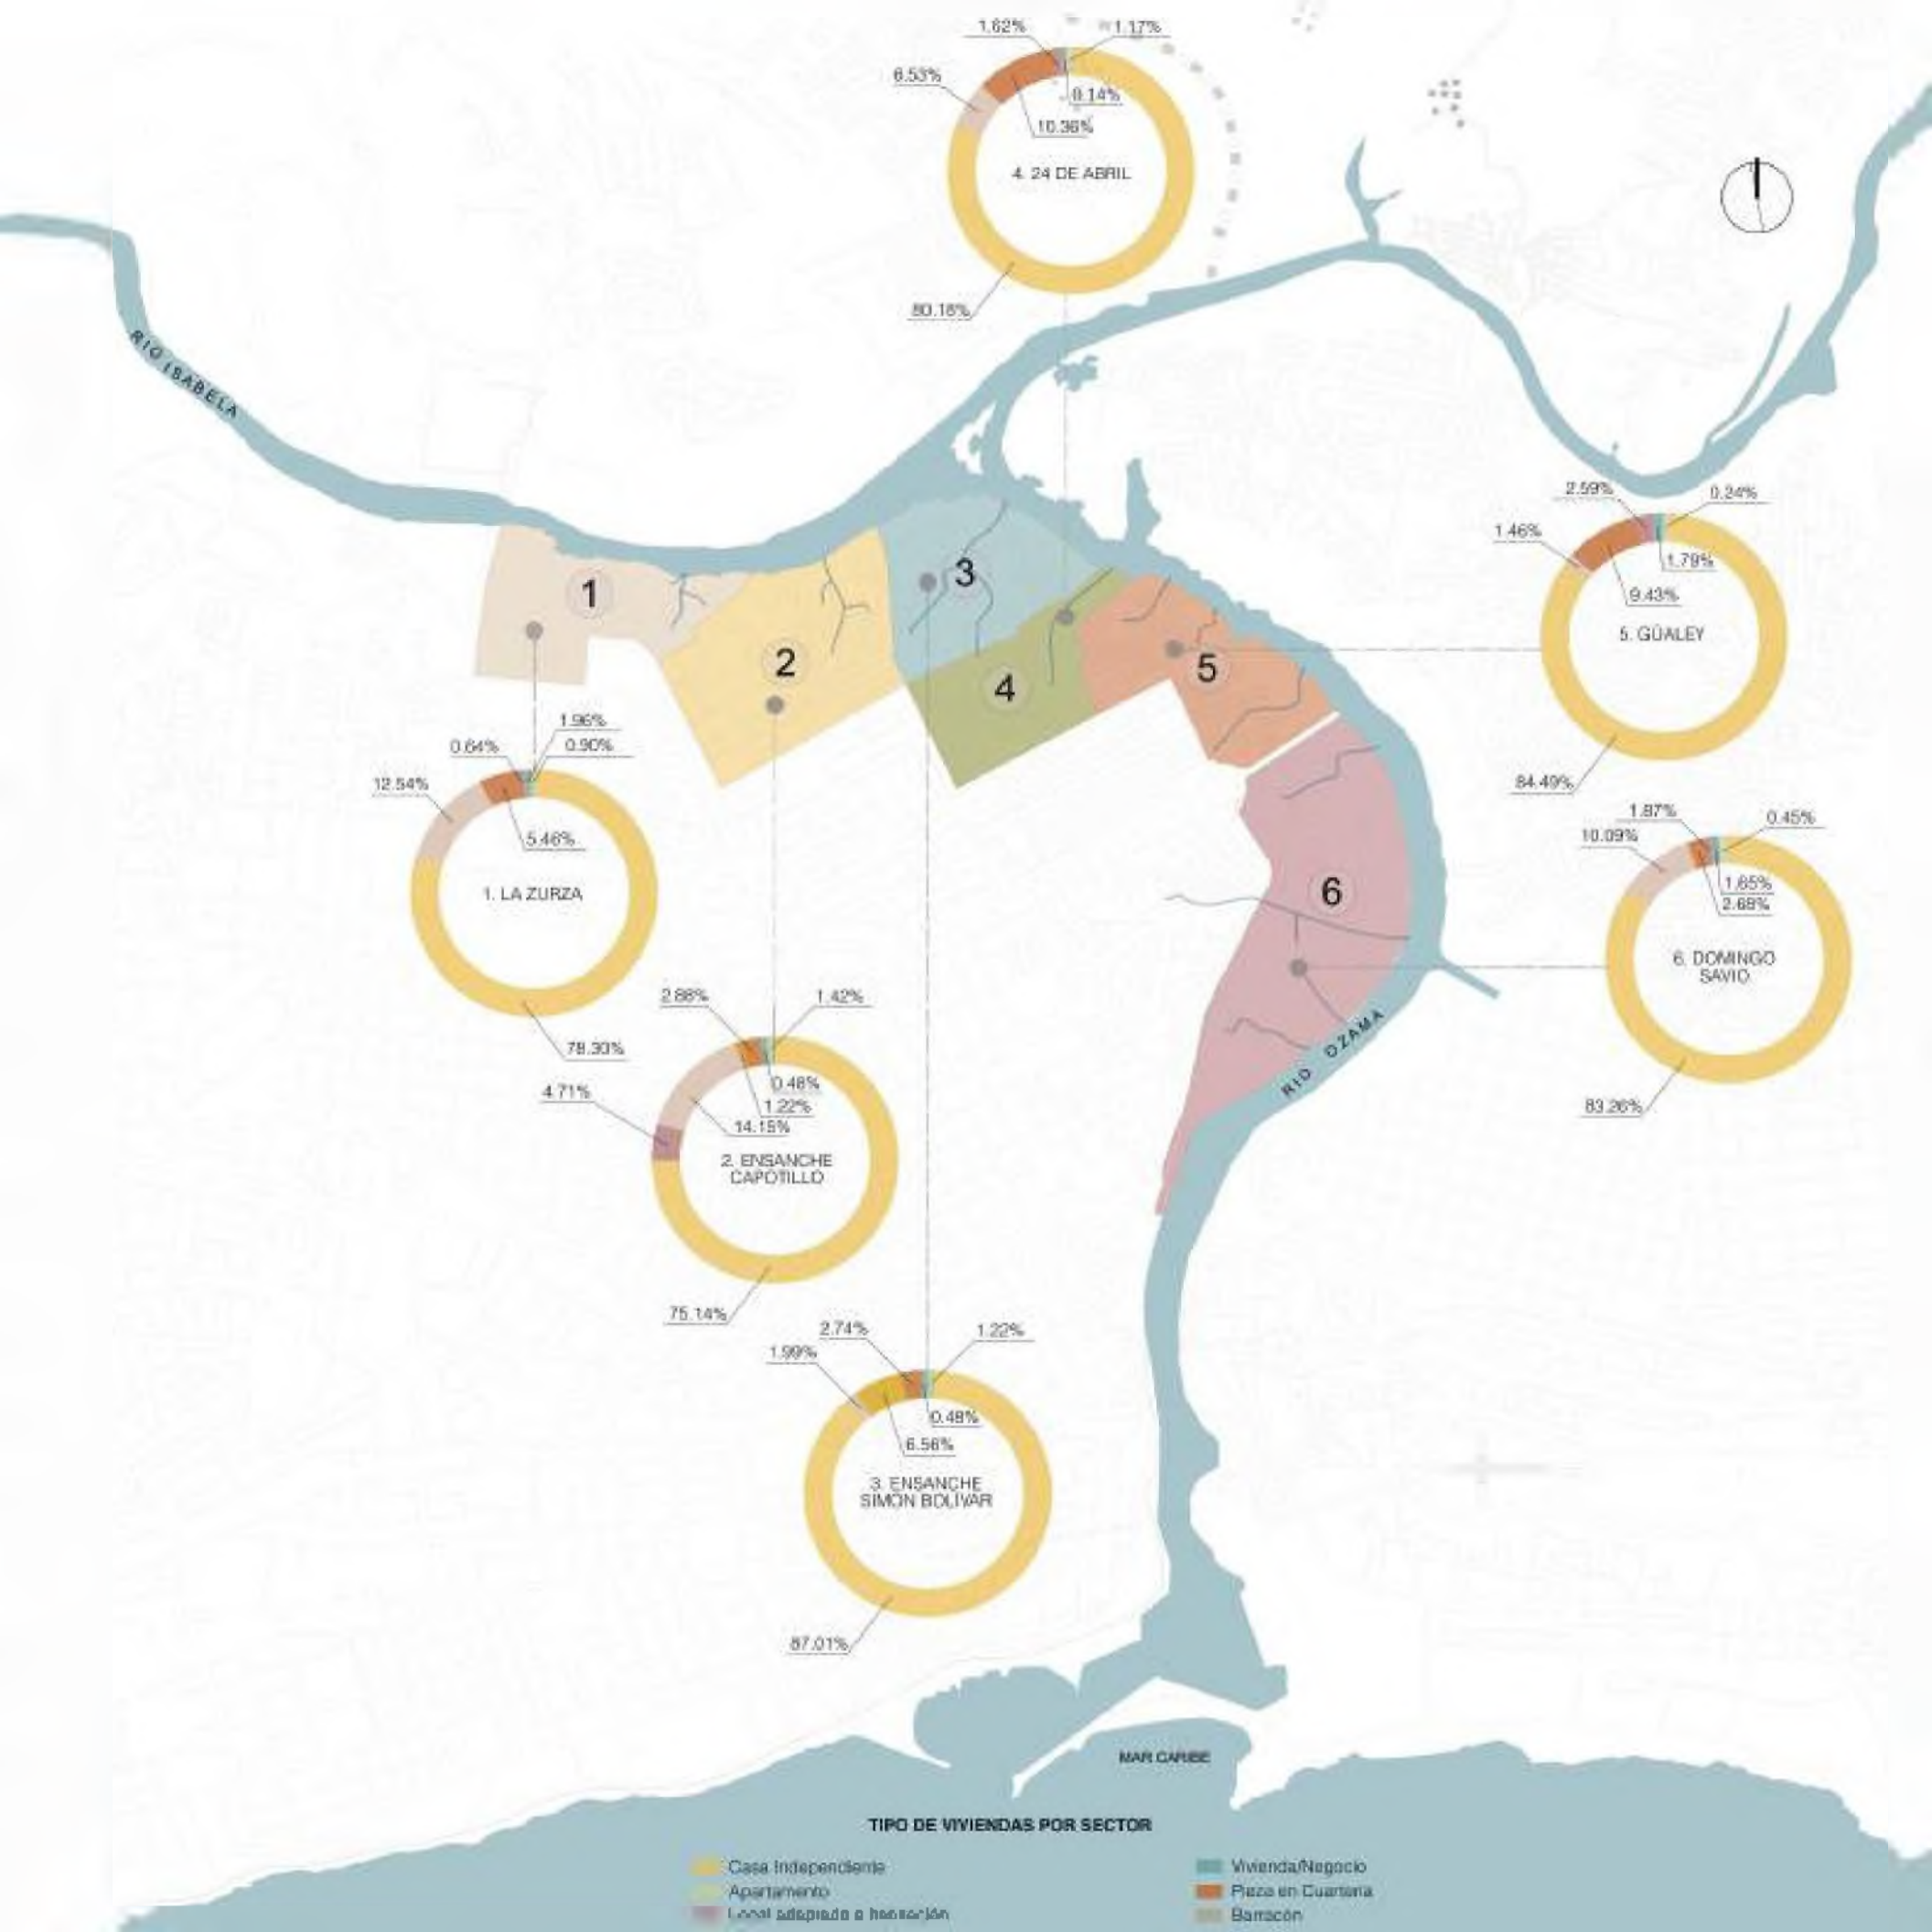 1.62%
1.17%
6.53%
0.14%
10.36%
4. 24 DE ABRIL
80.18%
RIO ISABELA
2.59%
0.24%
1.46%
1.79%
9.43%
5. GÜALEY
84.49%
1
2
3
4
5
6
1.96%
0.64%
0.90%
12.54%
5.46%
1. LA ZURZA
78.30%
1.87%
0.45%
10.09%
1.65%
2.68%
6. DOMINGO
SAVIO
83.26%
2.88%
1.42%
4.71%
0.48%
1.22%
14.15%
2. ENSANCHE
CAPOTILLO
75.14%
RIO OZAMA
2.74%
1.22%
1.99%
0.48%
6.56%
3. ENSANCHE
SIMÓN BOLÍVAR
87.01%
MAR CARIBE
TIPO DE VIVIENDAS POR SECTOR
Casa Independiente
Apartamento
Local adaptado a habitación
Vivienda/Negocio
Pieza en Cuartería
Barracón